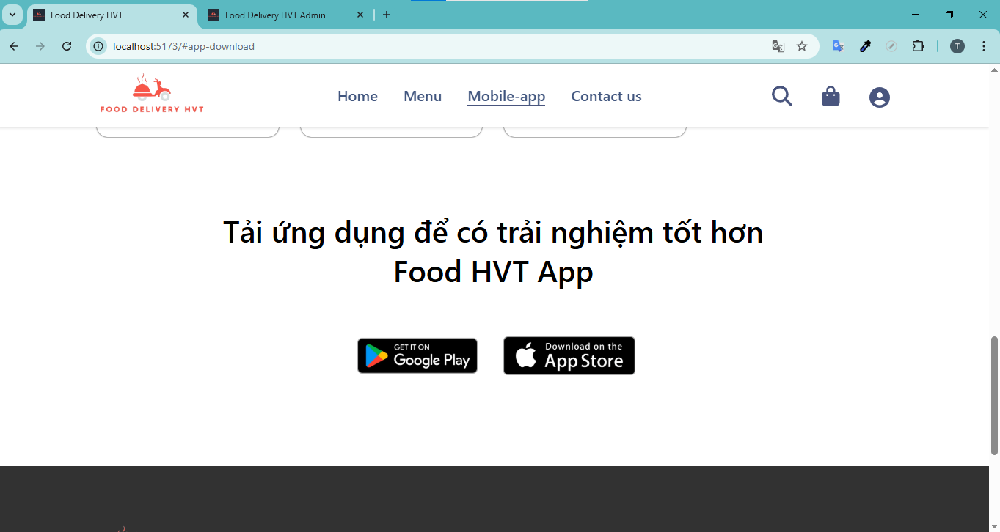 Food Delivery HVT
Food Delivery HVT Admin
localhost:5173/#app-download
T
FOOD DELIVERY HVT
Home
Menu
Mobile-app
Contact us
Tải ứng dụng để có trải nghiệm tốt hơn
Food HVT App
GET IT ON
Google Play
Download on the
App Store